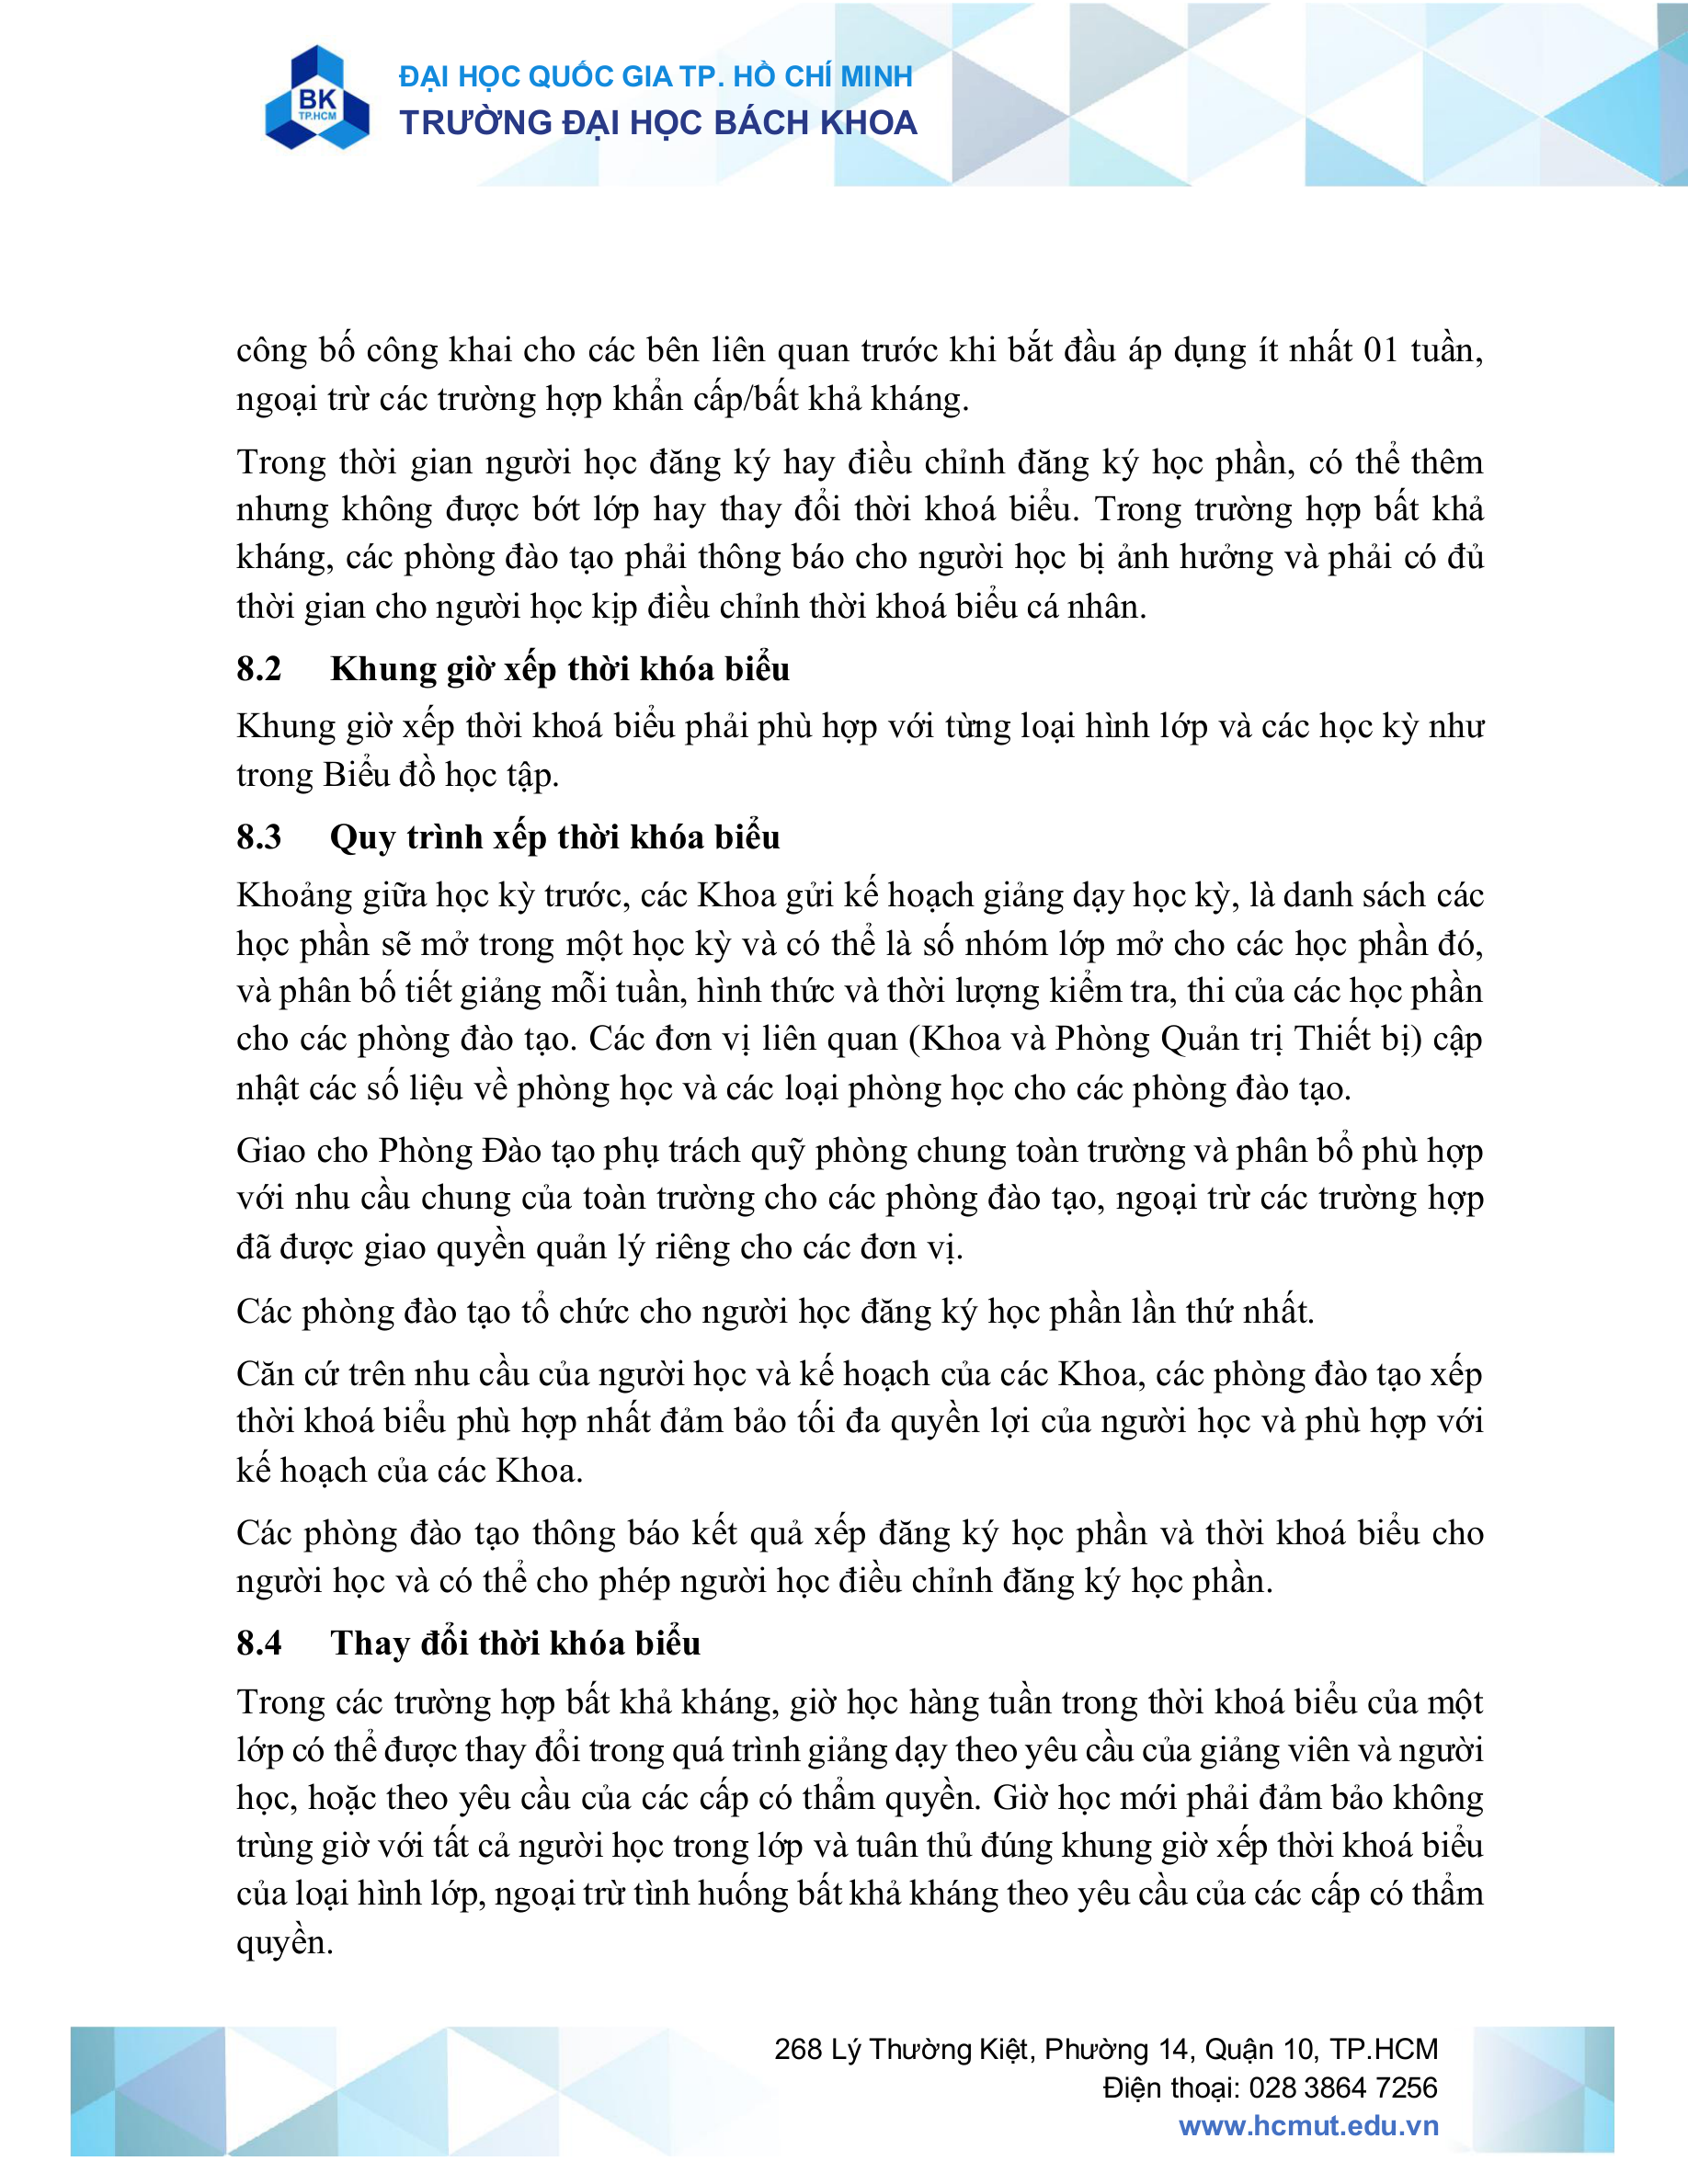 BK
TP.HCM
ĐẠI HỌC QUỐC GIA TP. HỒ CHÍ MINH
TRƯỜNG ĐẠI HỌC BÁCH KHOA
công bố công khai cho các bên liên quan trước khi bắt đầu áp dụng ít nhất 01 tuần,
ngoại trừ các trường hợp khẩn cấp/bất khả kháng.
Trong thời gian người học đăng ký hay điều chỉnh đăng ký học phần, có thể thêm
nhưng không được bớt lớp hay thay đổi thời khoá biểu. Trong trường hợp bất khả
kháng, các phòng đào tạo phải thông báo cho người học bị ảnh hưởng và phải có đủ
thời gian cho người học kịp điều chỉnh thời khoá biểu cá nhân.
8.2 Khung giờ xếp thời khóa biểu
Khung giờ xếp thời khoá biểu phải phù hợp với từng loại hình lớp và các học kỳ như
trong Biểu đồ học tập.
8.3 Quy trình xếp thời khóa biểu
Khoảng giữa học kỳ trước, các Khoa gửi kế hoạch giảng dạy học kỳ, là danh sách các
học phần sẽ mở trong một học kỳ và có thể là số nhóm lớp mở cho các học phần đó,
và phân bố tiết giảng mỗi tuần, hình thức và thời lượng kiểm tra, thi của các học phần
cho các phòng đào tạo. Các đơn vị liên quan (Khoa và Phòng Quản trị Thiết bị) cập
nhật các số liệu về phòng học và các loại phòng học cho các phòng đào tạo.
Giao cho Phòng Đào tạo phụ trách quỹ phòng chung toàn trường và phân bổ phù hợp
với nhu cầu chung của toàn trường cho các phòng đào tạo, ngoại trừ các trường hợp
đã được giao quyền quản lý riêng cho các đơn vị.
Các phòng đào tạo tổ chức cho người học đăng ký học phần lần thứ nhất.
Căn cứ trên nhu cầu của người học và kế hoạch của các Khoa, các phòng đào tạo xếp
thời khoá biểu phù hợp nhất đảm bảo tối đa quyền lợi của người học và phù hợp với
kế hoạch của các Khoa.
Các phòng đào tạo thông báo kết quả xếp đăng ký học phần và thời khoá biểu cho
người học và có thể cho phép người học điều chỉnh đăng ký học phần.
8.4 Thay đổi thời khóa biểu
Trong các trường hợp bất khả kháng, giờ học hàng tuần trong thời khoá biểu của một
lớp có thể được thay đổi trong quá trình giảng dạy theo yêu cầu của giảng viên và người
học, hoặc theo yêu cầu của các cấp có thẩm quyền. Giờ học mới phải đảm bảo không
trùng giờ với tất cả người học trong lớp và tuân thủ đúng khung giờ xếp thời khoá biểu
của loại hình lớp, ngoại trừ tình huống bất khả kháng theo yêu cầu của các cấp có thẩm
quyền.
268 Lý Thường Kiệt, Phường 14, Quận 10, TP.HCM
Điện thoại: 028 3864 7256
www.hcmut.edu.vn